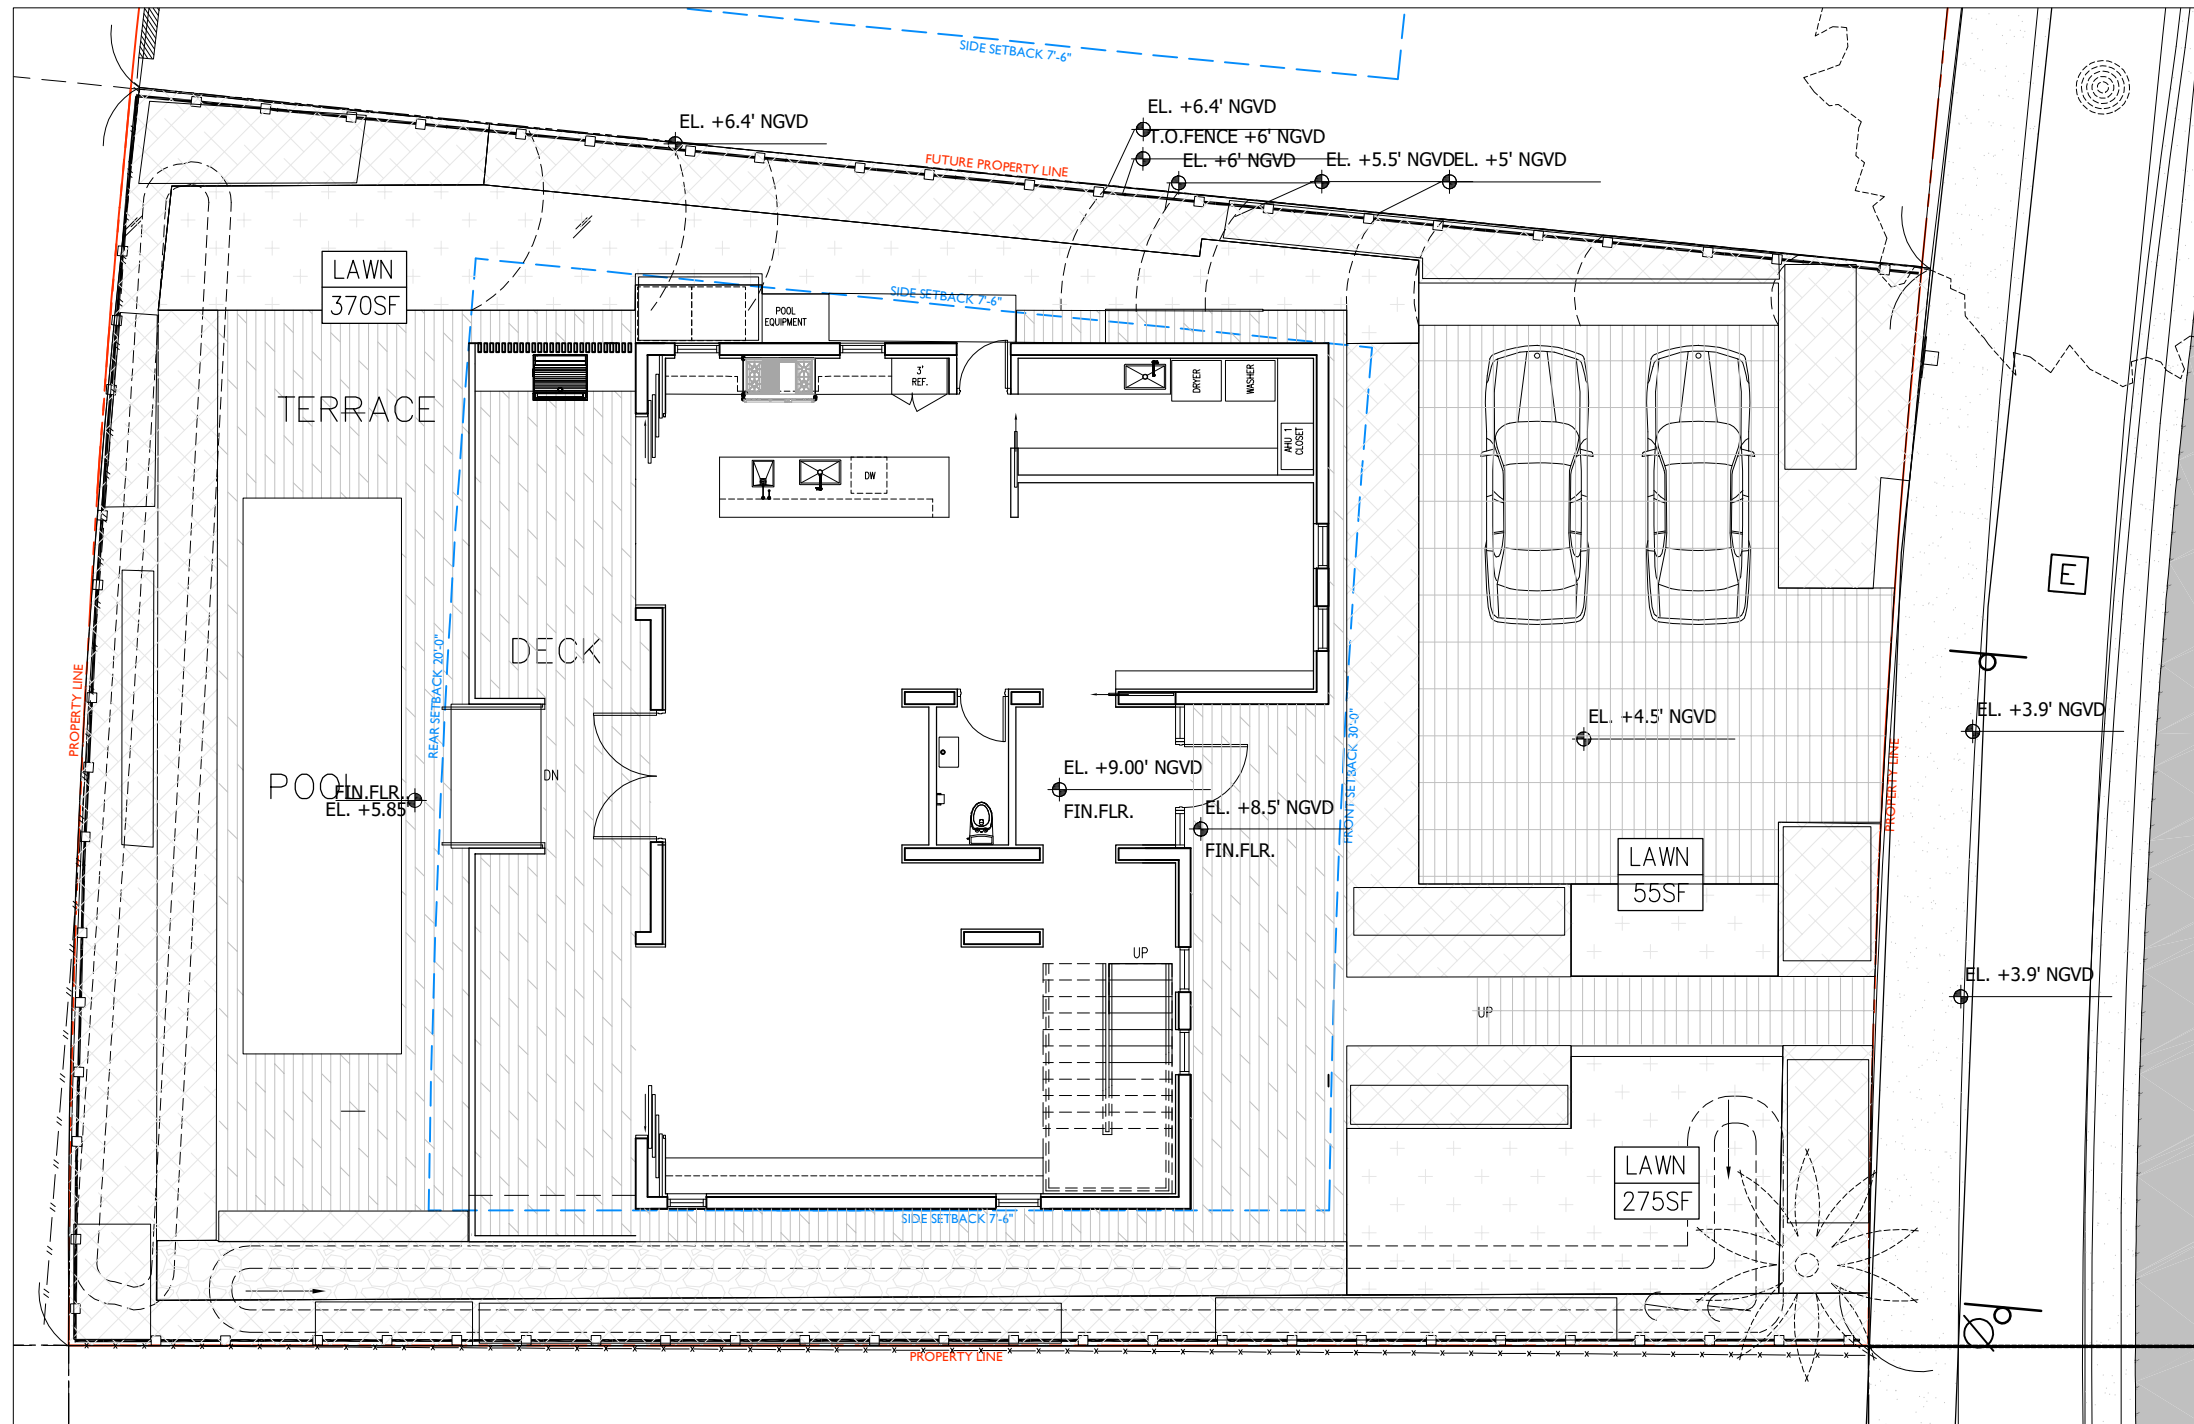 SIDE SETBACK 7'-6"
EL. +6.4' NGVD
EL. +6.4' NGVD
T.O.FENCE +6' NGVD
EL. +6' NGVD
EL. +5.5' NGVD
EL. +5' NGVD
FUTURE PROPERTY LINE
LAWN
370SF
SIDE SETBACK 7'-6"
POOL
EQUIPMENT
3'
REF.
DRYER
WASHER
AHU 1
CLOSET
TERRACE
DW
E
DECK
PROPERTY LINE
REAR SETBACK 20'-0"
FRONT SETBACK 30'-0"
EL. +4.5' NGVD
EL. +3.9' NGVD
PROPERTY LINE
POOL
FIN.FLR.
EL. +5.85'
DN
EL. +9.00' NGVD
FIN.FLR.
EL. +8.5' NGVD
FIN.FLR.
LAWN
55SF
UP
EL. +3.9' NGVD
UP
LAWN
275SF
SIDE SETBACK 7'-6"
PROPERTY LINE